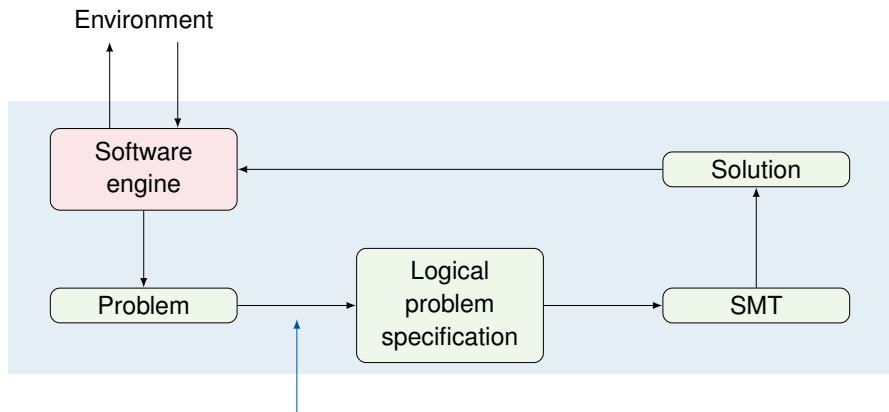 Environment
Software
engine
Solution
Logical
problem
specification
Problem
SMT